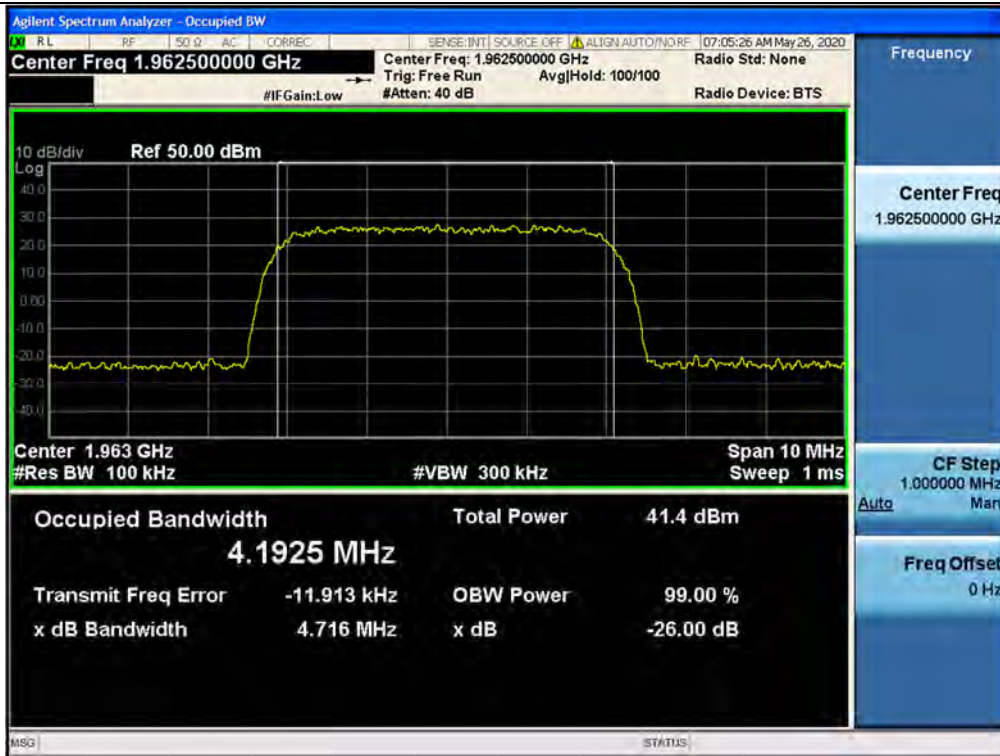 Agilent Spectrum Analyzer - Occupied BW
LXI RL RF 50 Ω AC CORREC SENSE:INT SOURCE OFF ALIGN AUTO/NO RF 07:05:26 AM May 26, 2020
Center Freq 1.962500000 GHz
Center Freq: 1.962500000 GHz Radio Std: None
Trig: Free Run Avg|Hold: 100/100
#IFGain:Low #Atten: 40 dB Radio Device: BTS
10 dB/div Ref 50.00 dBm
Log
40.0
30.0
20.0
10.0
0.00
-10.0
-20.0
-30.0
-40.0
Center 1.963 GHz Span 10 MHz
#Res BW 100 kHz #VBW 300 kHz Sweep 1 ms
Occupied Bandwidth Total Power 41.4 dBm
4.1925 MHz
Transmit Freq Error -11.913 kHz OBW Power 99.00 %
x dB Bandwidth 4.716 MHz x dB -26.00 dB
MSG STATUS
Frequency
Center Freq
1.962500000 GHz
CF Step
1.000000 MHz
Auto Man
Freq Offset
0 Hz